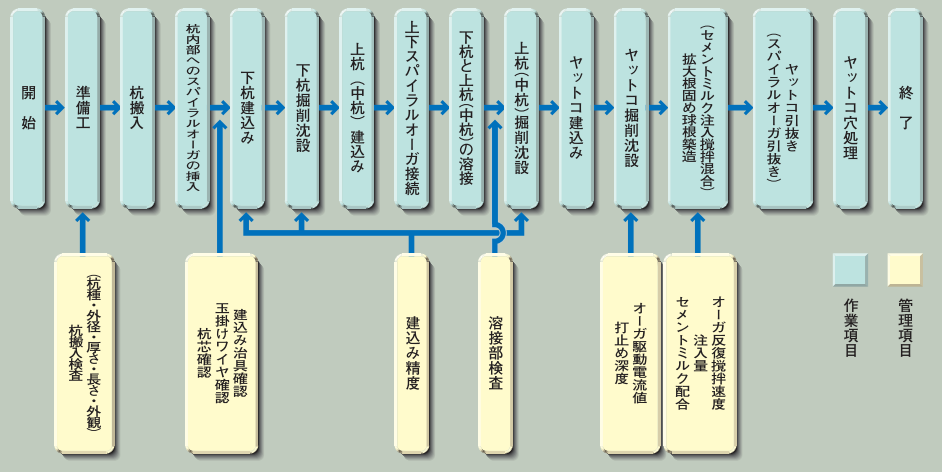 開始
準備工
杭搬入
杭内部へのスパイラルオーガの挿入
下杭建込み
下杭掘削沈設
上杭（中杭）建込み
上下スパイラルオーガ接続
下杭と上杭（中杭）の溶接
上杭（中杭）掘削沈設
ヤットコ建込み
ヤットコ掘削沈設
（セメントミルク注入撹拌混合）
拡大根固め球根築造
ヤットコ引抜き
（スパイラルオーガ引抜き）
ヤットコ穴処理
終了
（杭種・外径・厚さ・長さ・外観）
杭搬入検査
建込み治具確認
玉掛けワイヤ確認
杭芯確認
建込み精度
溶接部検査
オーガ駆動電流値
打止め深度
オーガ反復撹拌速度
注入量
セメントミルク配合
作業項目
管理項目